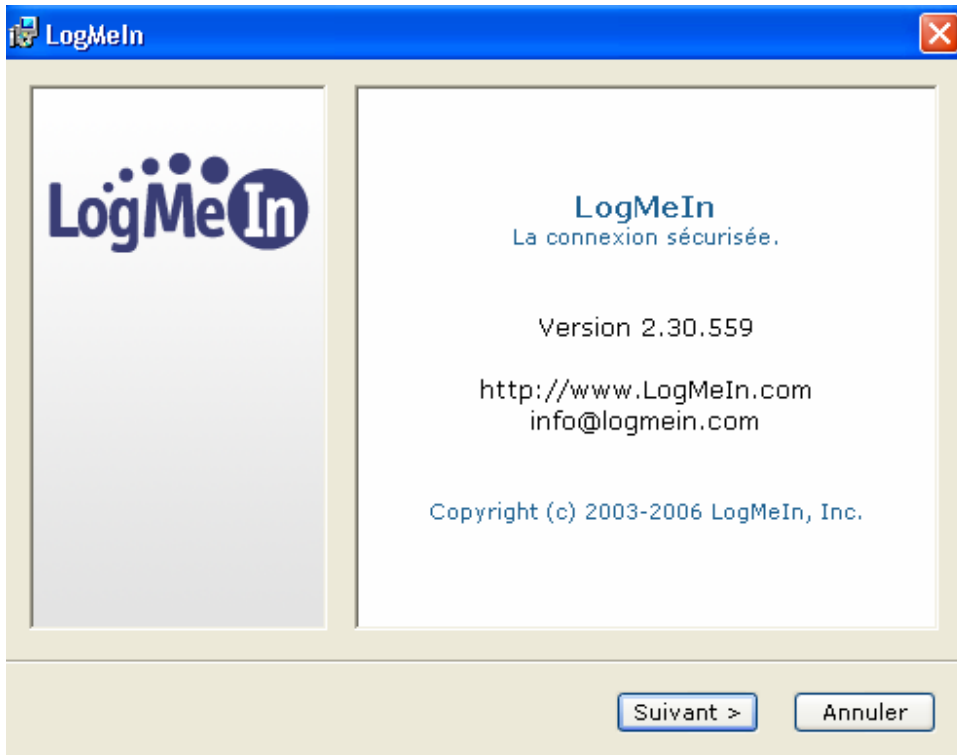 LogMeIn
LogMeIn
LogMeIn
La connexion sécurisée.
Version 2.30.559
http://www.LogMeIn.com
info@logmein.com
Copyright (c) 2003-2006 LogMeIn, Inc.
Suivant >
Annuler